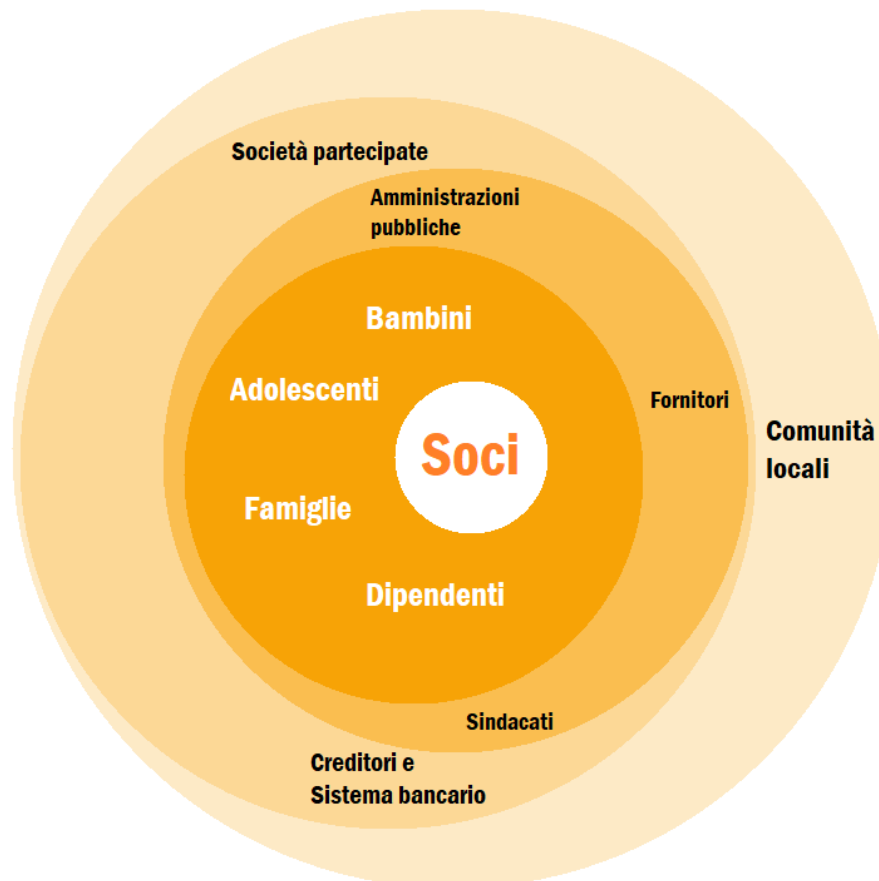 Società partecipate
Amministrazioni
pubbliche
Bambini
Adolescenti
Fornitori
Comunità
locali
Soci
Famiglie
Dipendenti
Sindacati
Creditori e
Sistema bancario